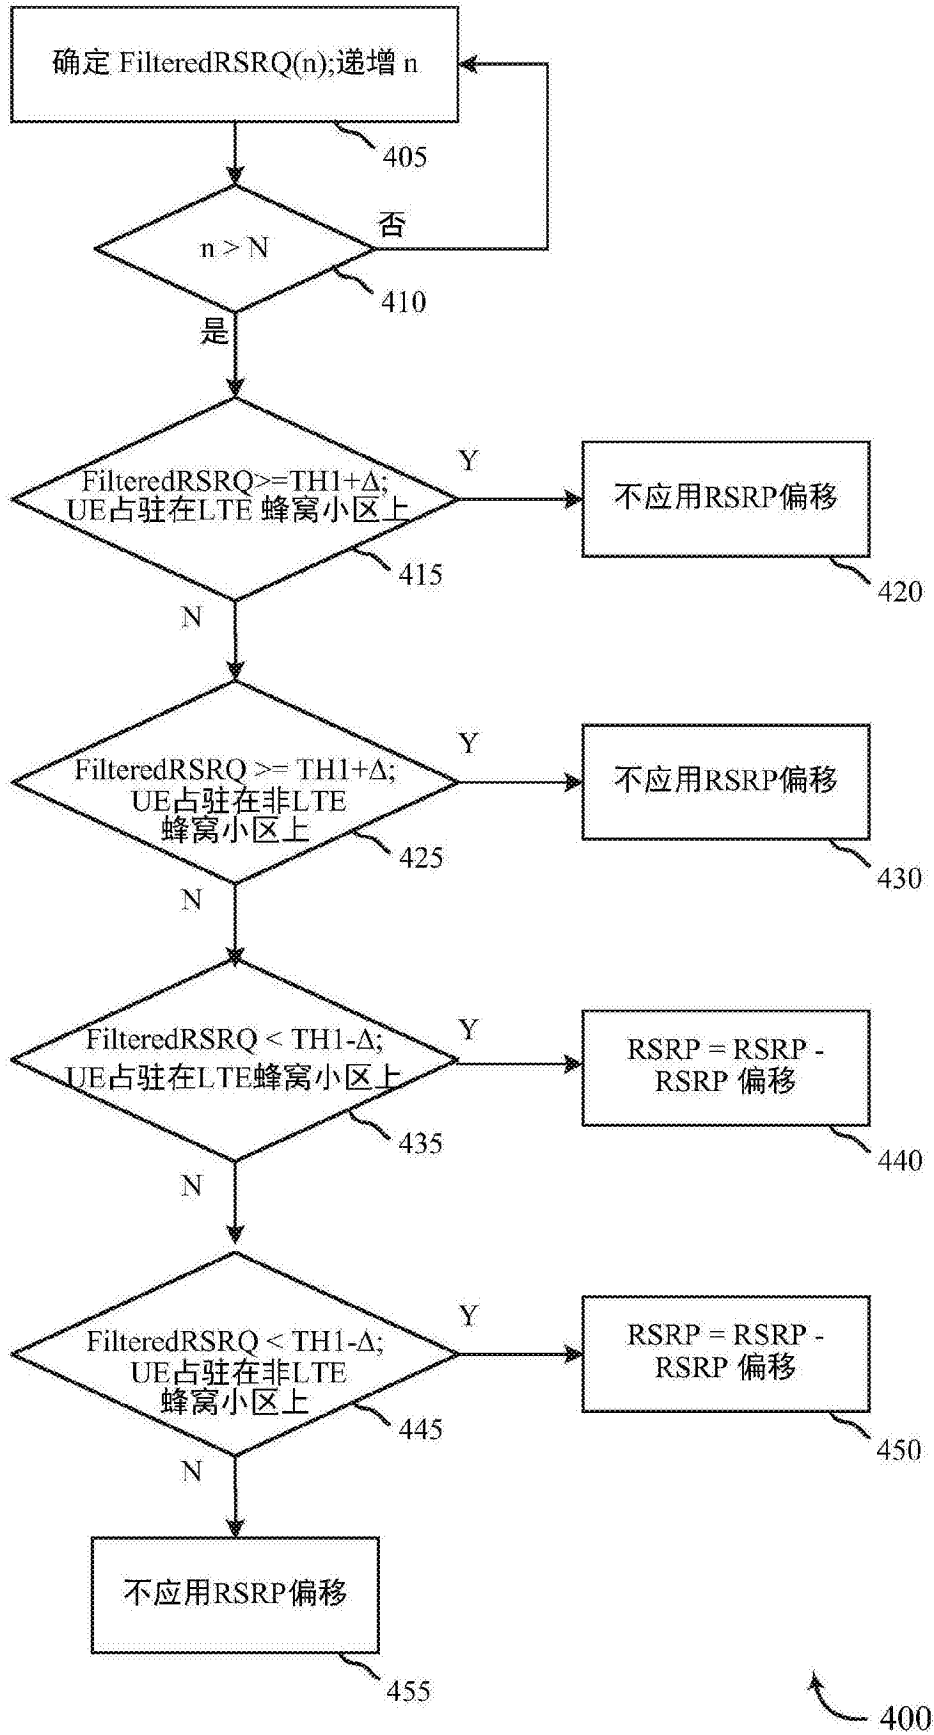 确定 FilteredRSRQ(n);递增 n
405
n > N
否
410
是
FilteredRSRQ>=TH1+Δ;
UE占驻在LTE 蜂窝小区上
Y
415
不应用RSRP偏移
420
N
FilteredRSRQ >= TH1+Δ;
UE占驻在非LTE
蜂窝小区上
Y
425
不应用RSRP偏移
430
N
FilteredRSRQ < TH1-Δ;
UE占驻在LTE蜂窝小区上
Y
435
RSRP = RSRP -
RSRP 偏移
440
N
FilteredRSRQ < TH1-Δ;
UE占驻在非LTE
蜂窝小区上
Y
445
RSRP = RSRP -
RSRP 偏移
450
N
不应用RSRP偏移
455
400